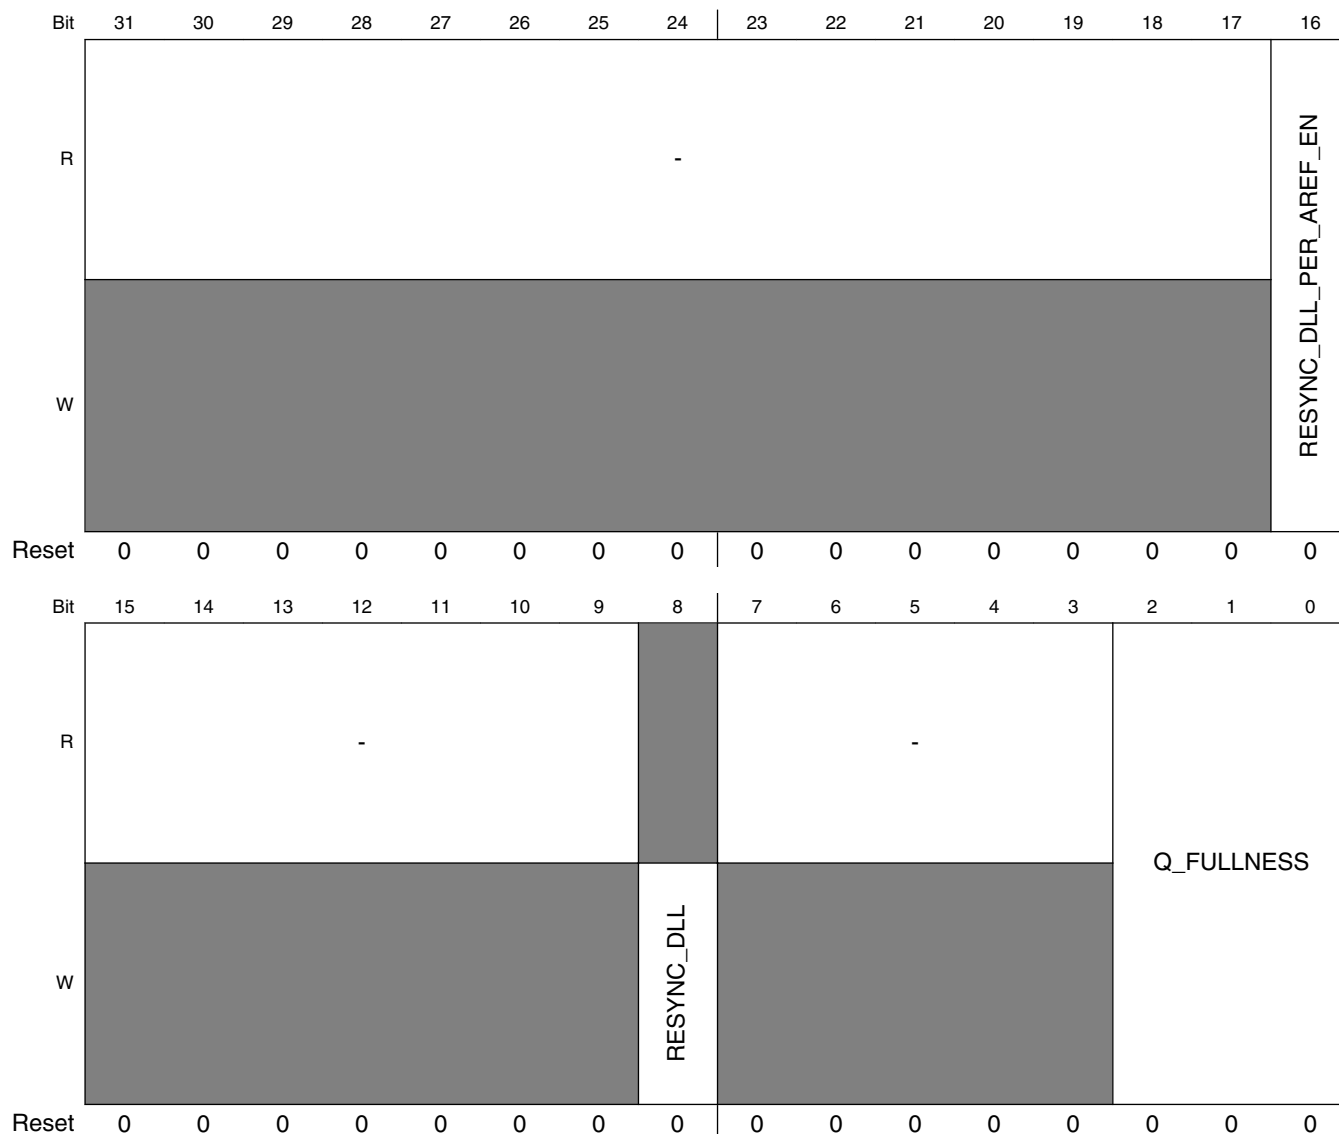 Bit 31 30 29 28 27 26 25 24 23 22 21 20 19 18 17 16
R - RESYNC_DLL_PER_AREF_EN
W
Reset 0 0 0 0 0 0 0 0 0 0 0 0 0 0 0 0
Bit 15 14 13 12 11 10 9 8 7 6 5 4 3 2 1 0
R - -
Q_FULLNESS
W RESYNC_DLL
Reset 0 0 0 0 0 0 0 0 0 0 0 0 0 0 0 0